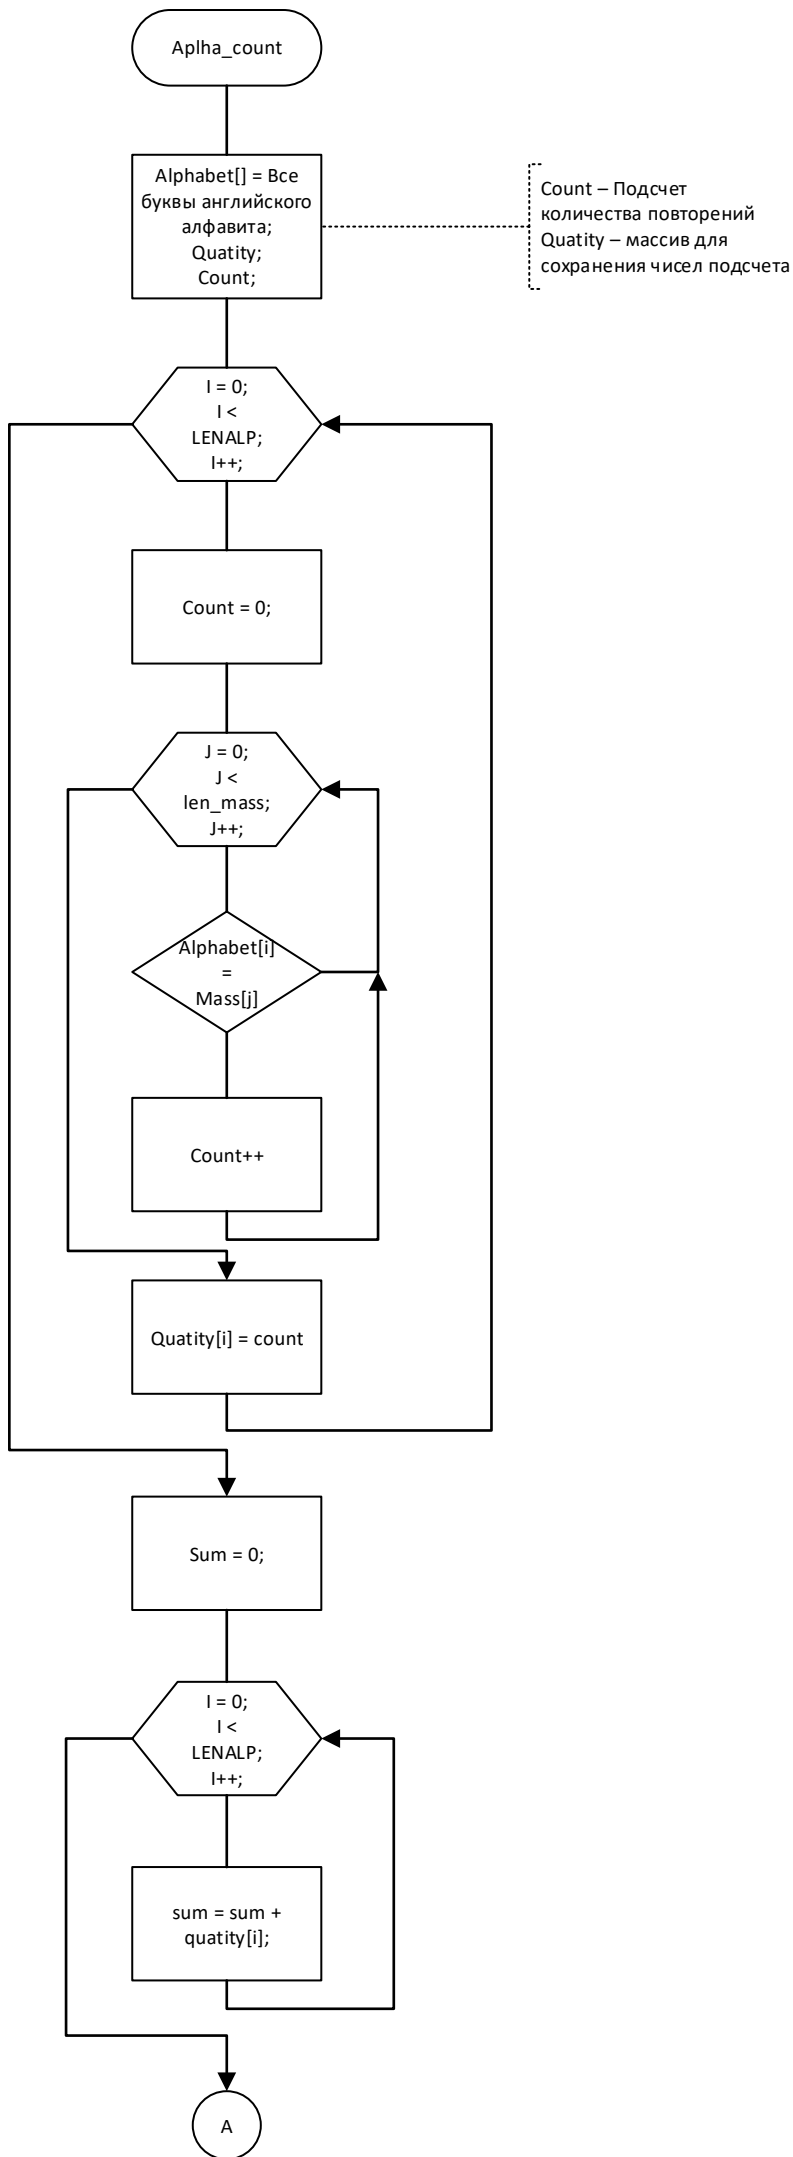 Aplha_count
Alphabet[] = Все
буквы английского
алфавита;
Quatity;
Count;
Count – Подсчет
количества повторений
Quatity – массив для
сохранения чисел подсчета
I = 0;
I <
LENALP;
I++;
Count = 0;
J = 0;
J <
len_mass;
J++;
Alphabet[i]
=
Mass[j]
Count++
Quatity[i] = count
Sum = 0;
I = 0;
I <
LENALP;
I++;
sum = sum +
quatity[i];
A